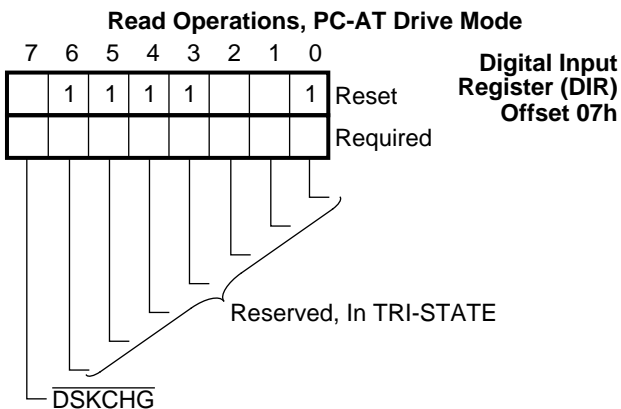 Read Operations, PC-AT Drive Mode
7 6 5 4 3 2 1 0
Digital Input
Register (DIR)
Offset 07h
1 1 1 1 1 Reset
Required
Reserved, In TRI-STATE
DSKCHG